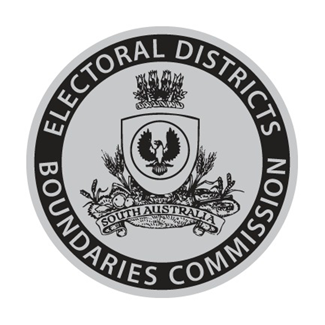 ELECTORAL DISTRICTS
SOUTH AUSTRALIA
BOUNDARIES COMMISSION